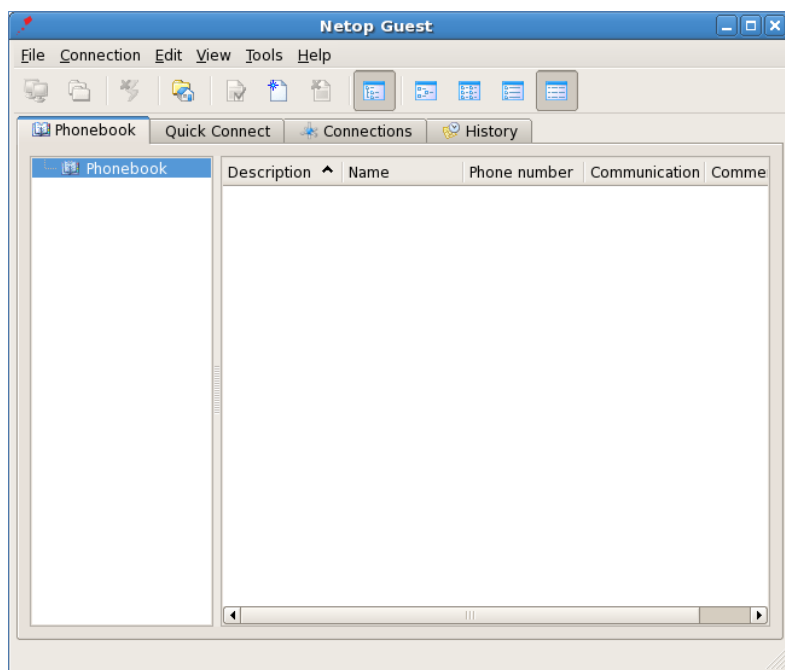 Netop Guest
File Connection Edit View Tools Help
Phonebook Quick Connect Connections History
Phonebook
Description Name Phone number Communication Comme